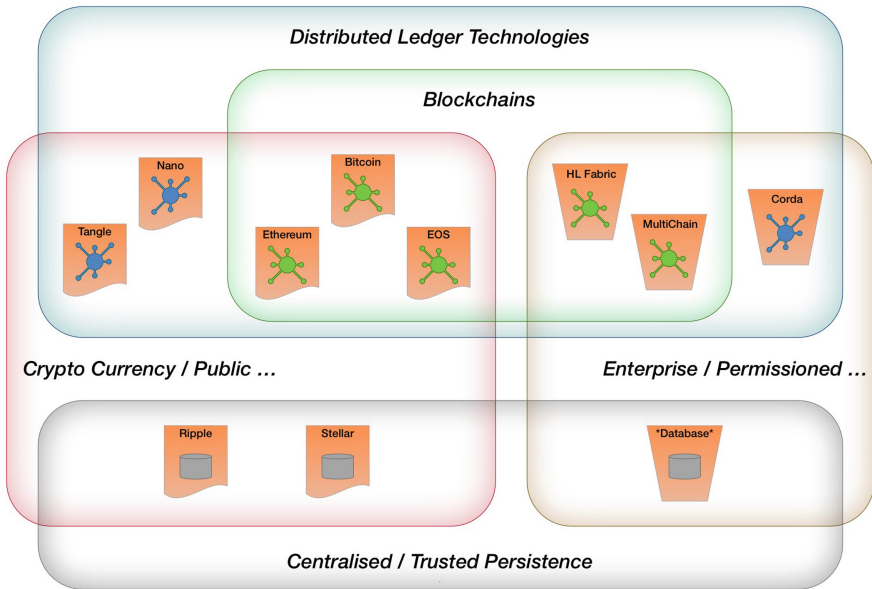 Distributed Ledger Technologies
Blockchains
Nano
Bitcoin
HL Fabric
Corda
Tangle
Ethereum
EOS
MultiChain
Crypto Currency / Public …
Enterprise / Permissioned …
Ripple
Stellar
*Database*
Centralised / Trusted Persistence